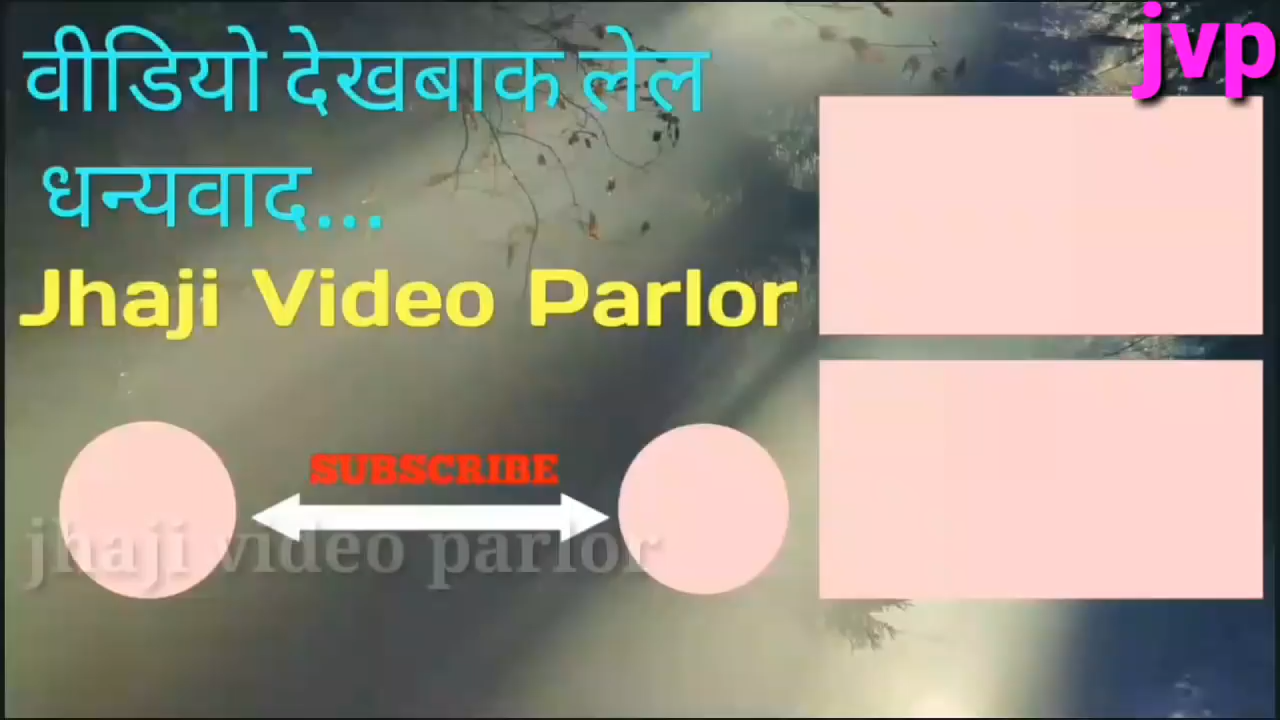 jvp
वीडियो देखबाक लेल
धन्यवाद...
Jhaji Video Parlor
SUBSCRIBE
jhaji video parlor